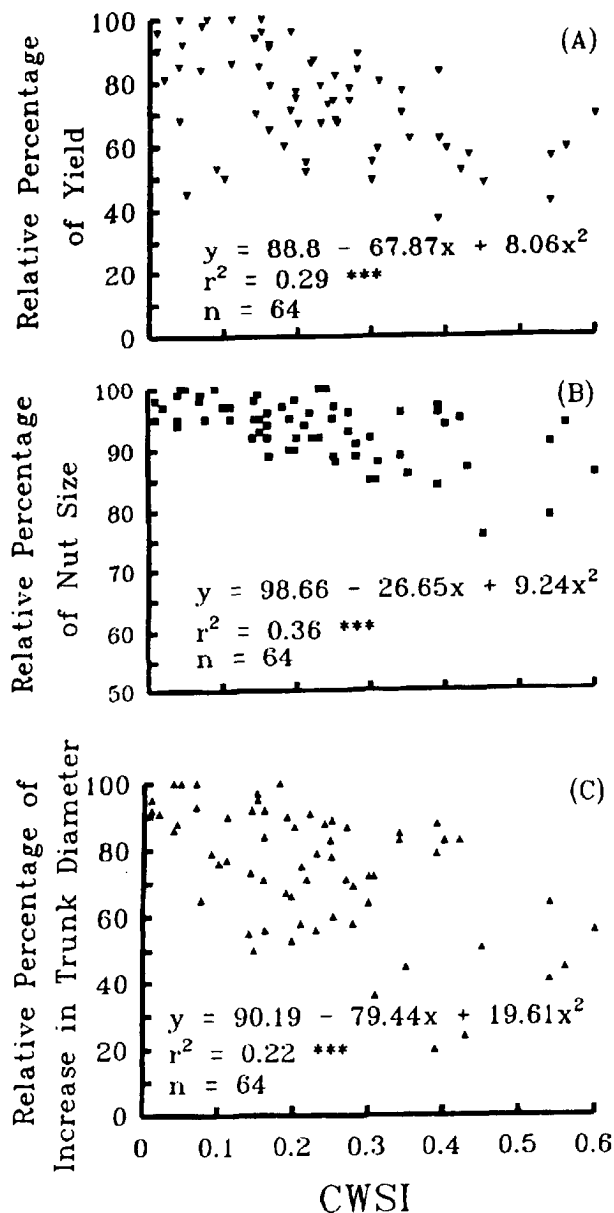 Relative Percentage
of Yield
100
80
60
40
20
0
(A)
y = 88.8 - 67.87x + 8.06x²
r² = 0.29 ***
n = 64
Relative Percentage
of Nut Size
100
90
80
70
60
50
(B)
y = 98.66 - 26.65x + 9.24x²
r² = 0.36 ***
n = 64
Relative Percentage of
Increase in Trunk Diameter
100
80
60
40
20
0
(C)
y = 90.19 - 79.44x + 19.61x²
r² = 0.22 ***
n = 64
0 0.1 0.2 0.3 0.4 0.5 0.6
CWSI